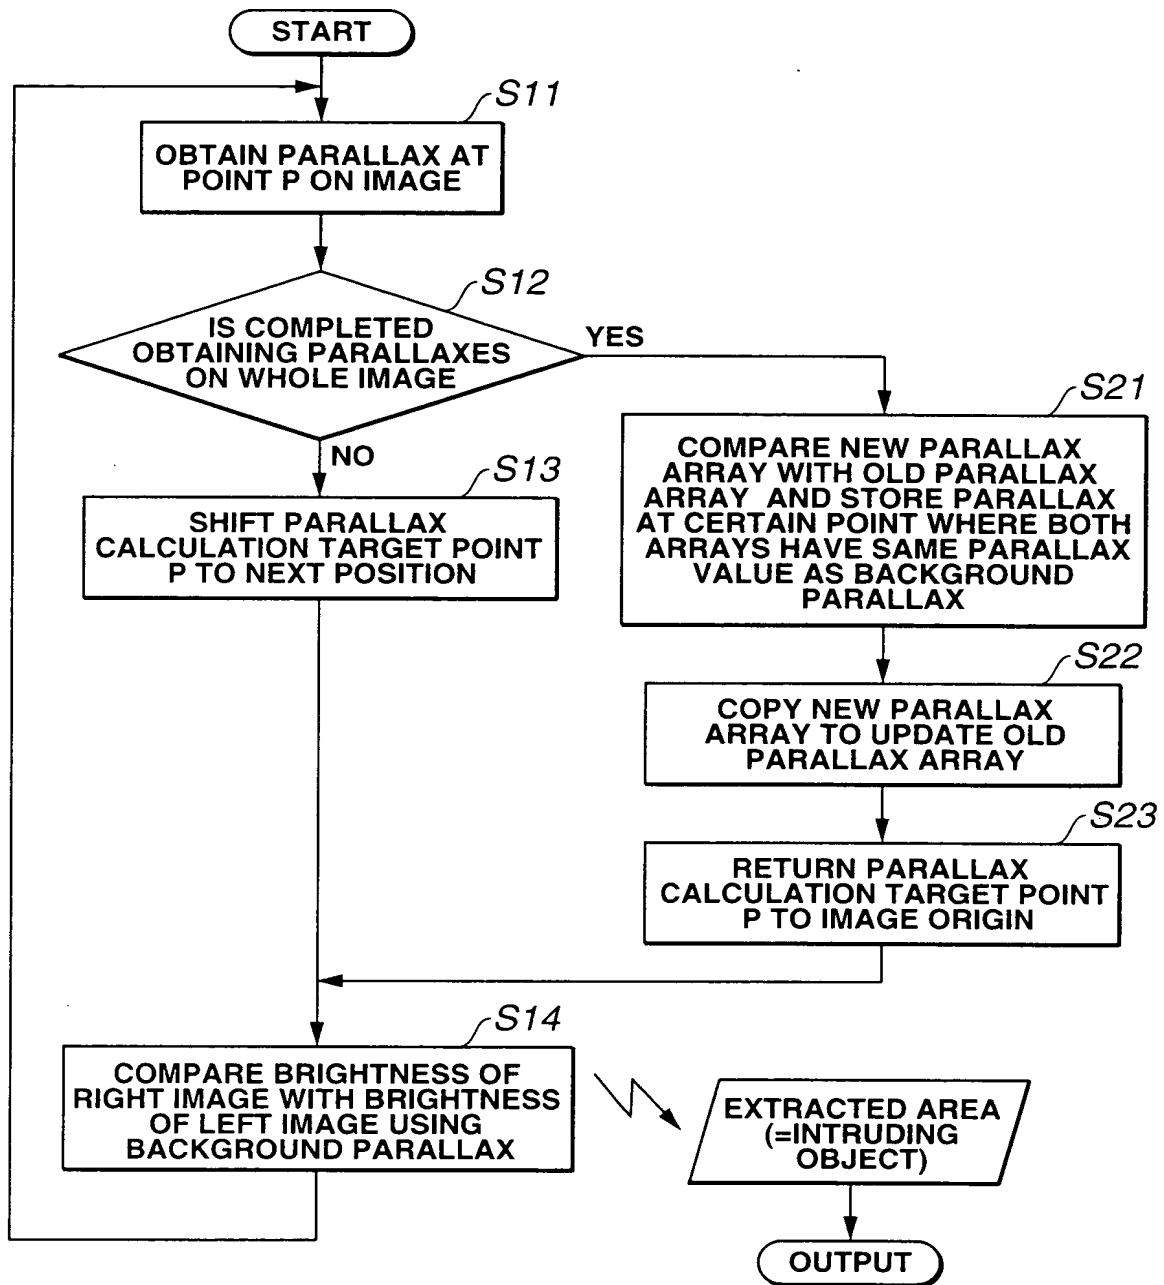 START
S11
OBTAIN PARALLAX AT
POINT P ON IMAGE
S12
IS COMPLETED
OBTAINING PARALLAXES
ON WHOLE IMAGE
YES
NO
S13
SHIFT PARALLAX
CALCULATION TARGET POINT
P TO NEXT POSITION
S21
COMPARE NEW PARALLAX
ARRAY WITH OLD PARALLAX
ARRAY AND STORE PARALLAX
AT CERTAIN POINT WHERE BOTH
ARRAYS HAVE SAME PARALLAX
VALUE AS BACKGROUND
PARALLAX
S22
COPY NEW PARALLAX
ARRAY TO UPDATE OLD
PARALLAX ARRAY
S23
RETURN PARALLAX
CALCULATION TARGET POINT
P TO IMAGE ORIGIN
S14
COMPARE BRIGHTNESS OF
RIGHT IMAGE WITH BRIGHTNESS
OF LEFT IMAGE USING
BACKGROUND PARALLAX
EXTRACTED AREA
(=INTRUDING
OBJECT)
OUTPUT